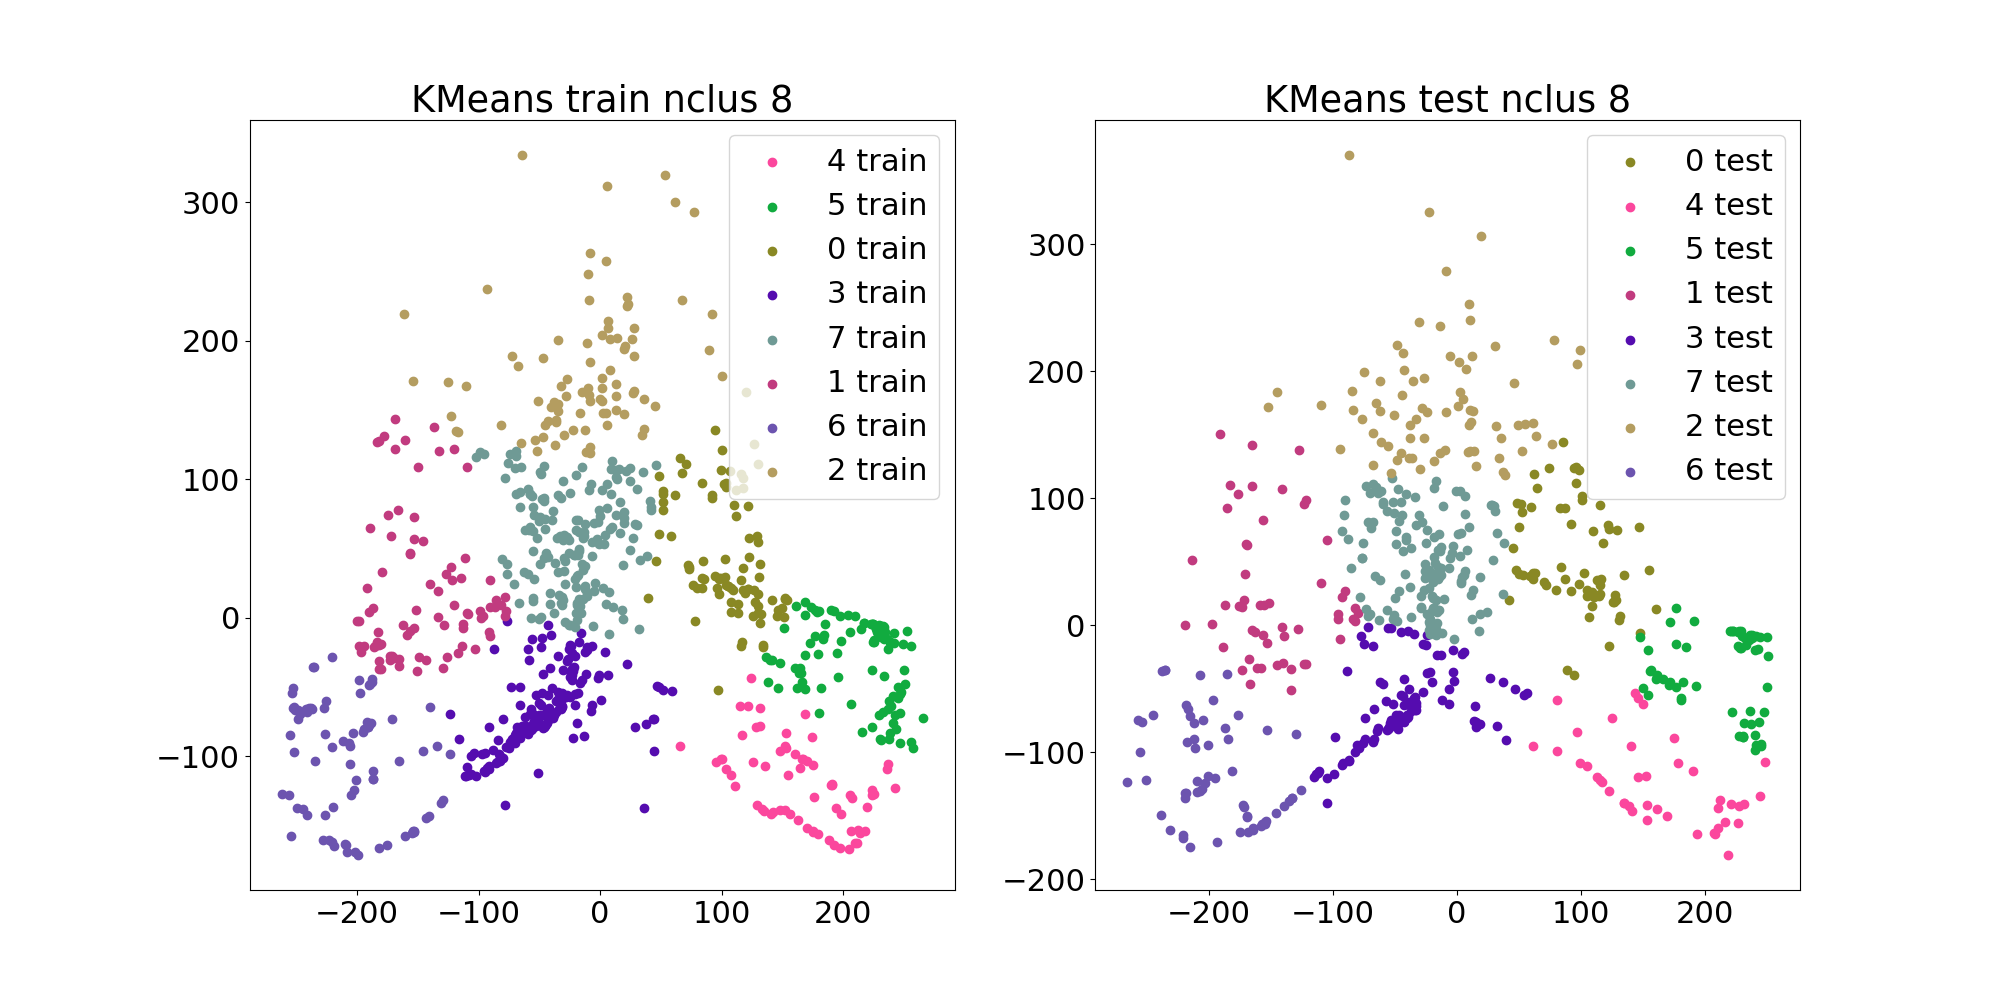 KMeans train nclus 8
300
200
100
0
−100
−200
−100
0
100
200
4 train
5 train
0 train
3 train
7 train
1 train
6 train
2 train
KMeans test nclus 8
300
200
100
0
−100
−200
−200
−100
0
100
200
0 test
4 test
5 test
1 test
3 test
7 test
2 test
6 test